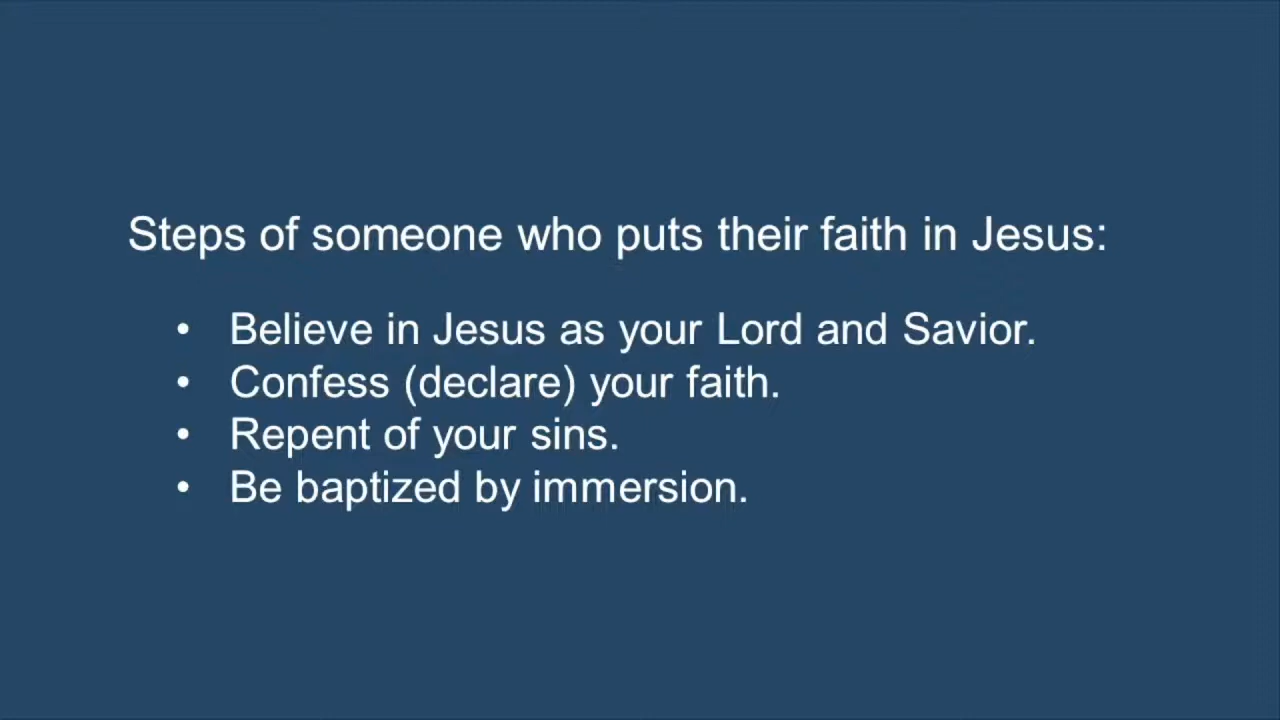 Steps of someone who puts their faith in Jesus:
• Believe in Jesus as your Lord and Savior.
• Confess (declare) your faith.
• Repent of your sins.
• Be baptized by immersion.